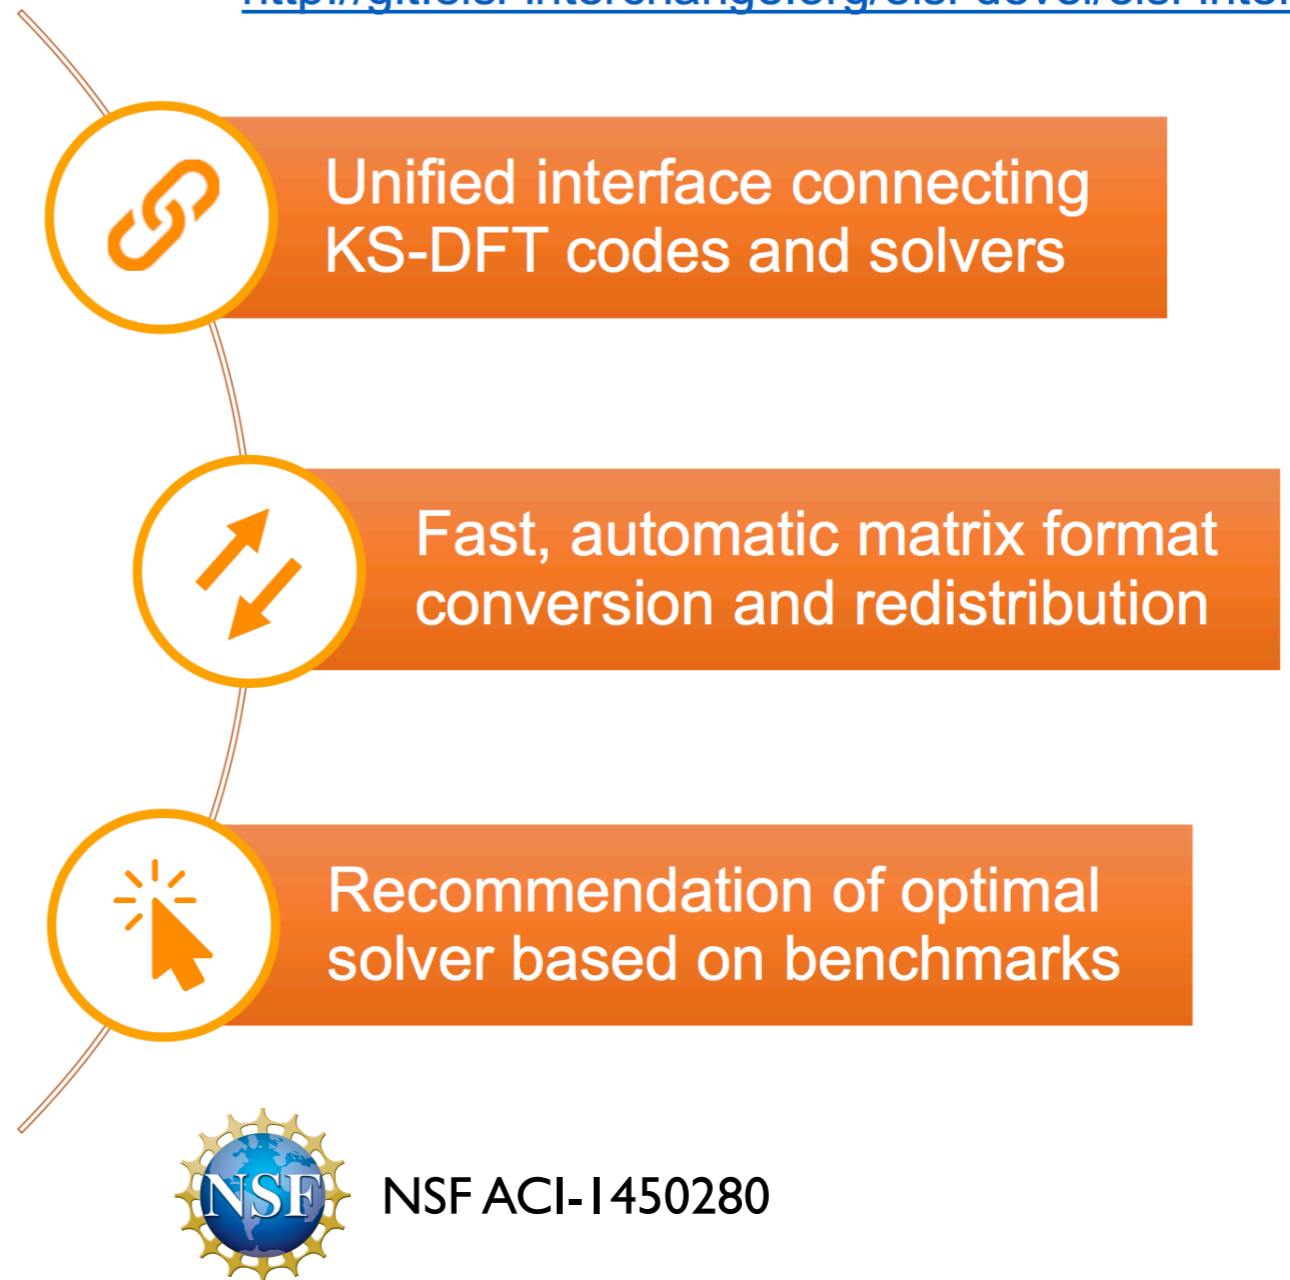 Unified interface connecting
KS-DFT codes and solvers
Fast, automatic matrix format
conversion and redistribution
Recommendation of optimal
solver based on benchmarks
NSF
NSF ACI-1450280